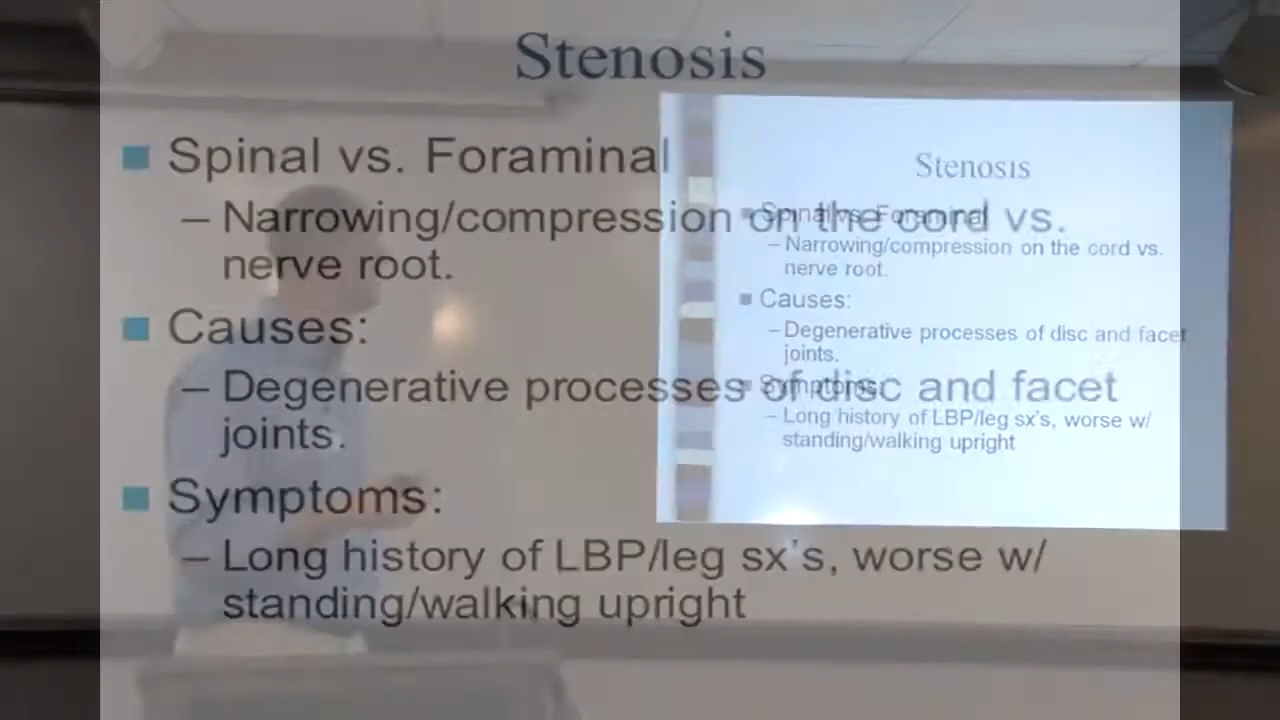 Stenosis
Spinal vs. Foraminal
– Narrowing/compression on the cord vs.
nerve root.
Causes:
– Degenerative processes of disc and facet
joints.
Symptoms:
– Long history of LBP/leg sx's, worse w/
standing/walking upright
Stenosis
Spinal vs. Foraminal
– Narrowing/compression on the cord vs.
nerve root.
Causes:
– Degenerative processes of disc and facet
joints.
Symptoms:
– Long history of LBP/leg sx's, worse w/
standing/walking upright